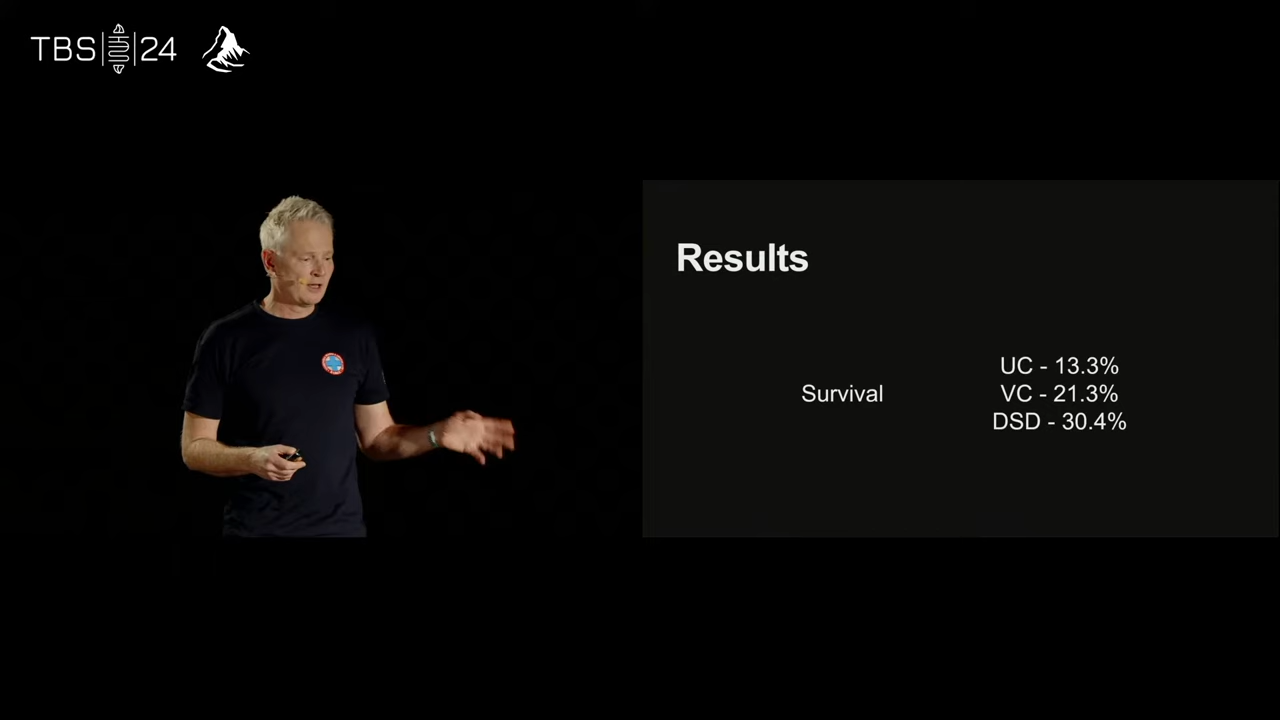 TBS 24
Results
Survival
UC - 13.3%
VC - 21.3%
DSD - 30.4%